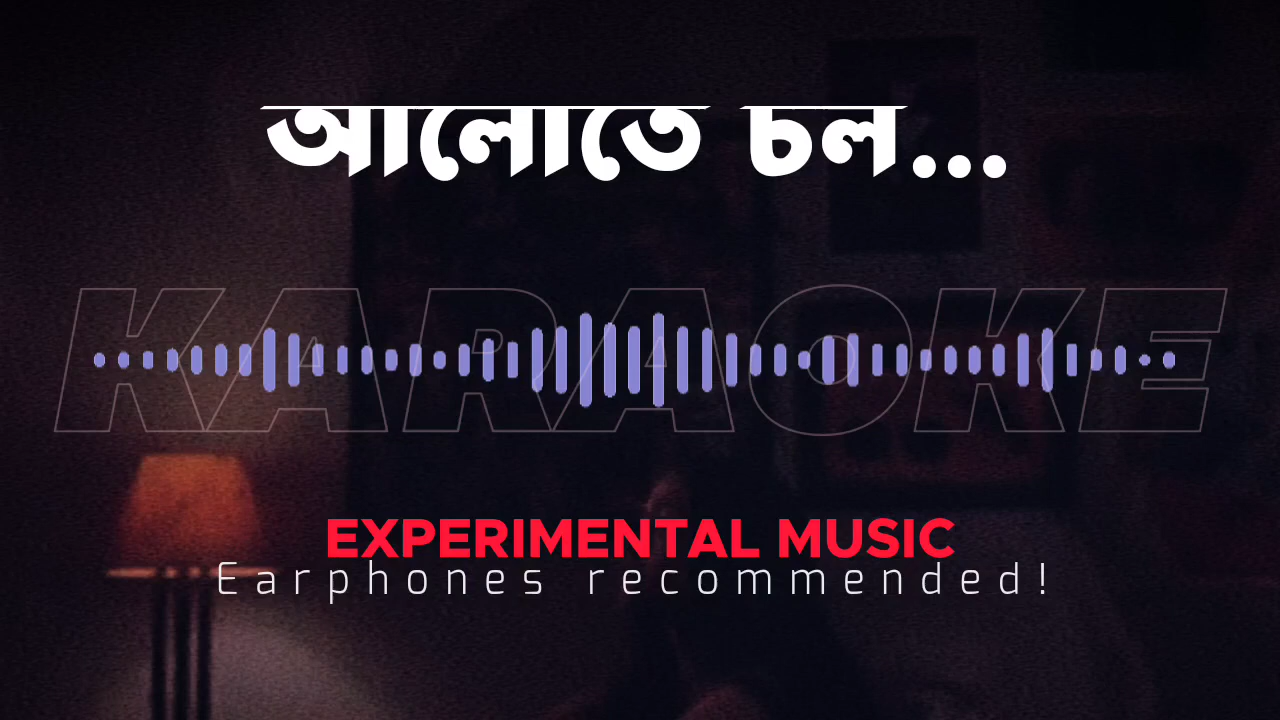 আলোতে চল...
KARAOKE
EXPERIMENTAL MUSIC
Earphones recommended!